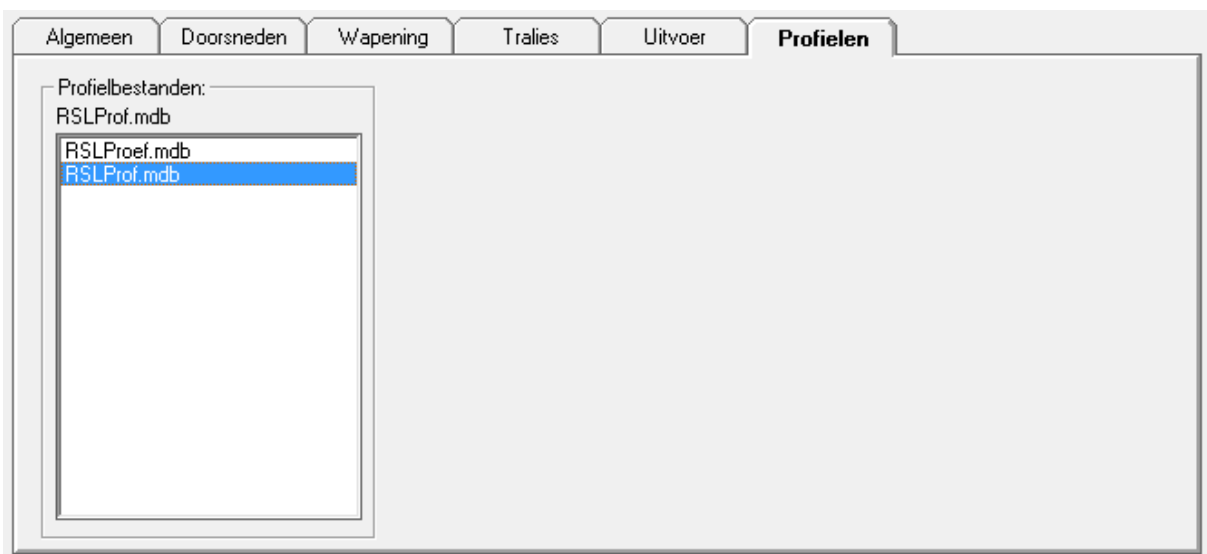 Algemeen Doorsneden Wapening Tralies Uitvoer Profielen
Profielbestanden:
RSLProf.mdb
RSLProef.mdb
RSLProf.mdb